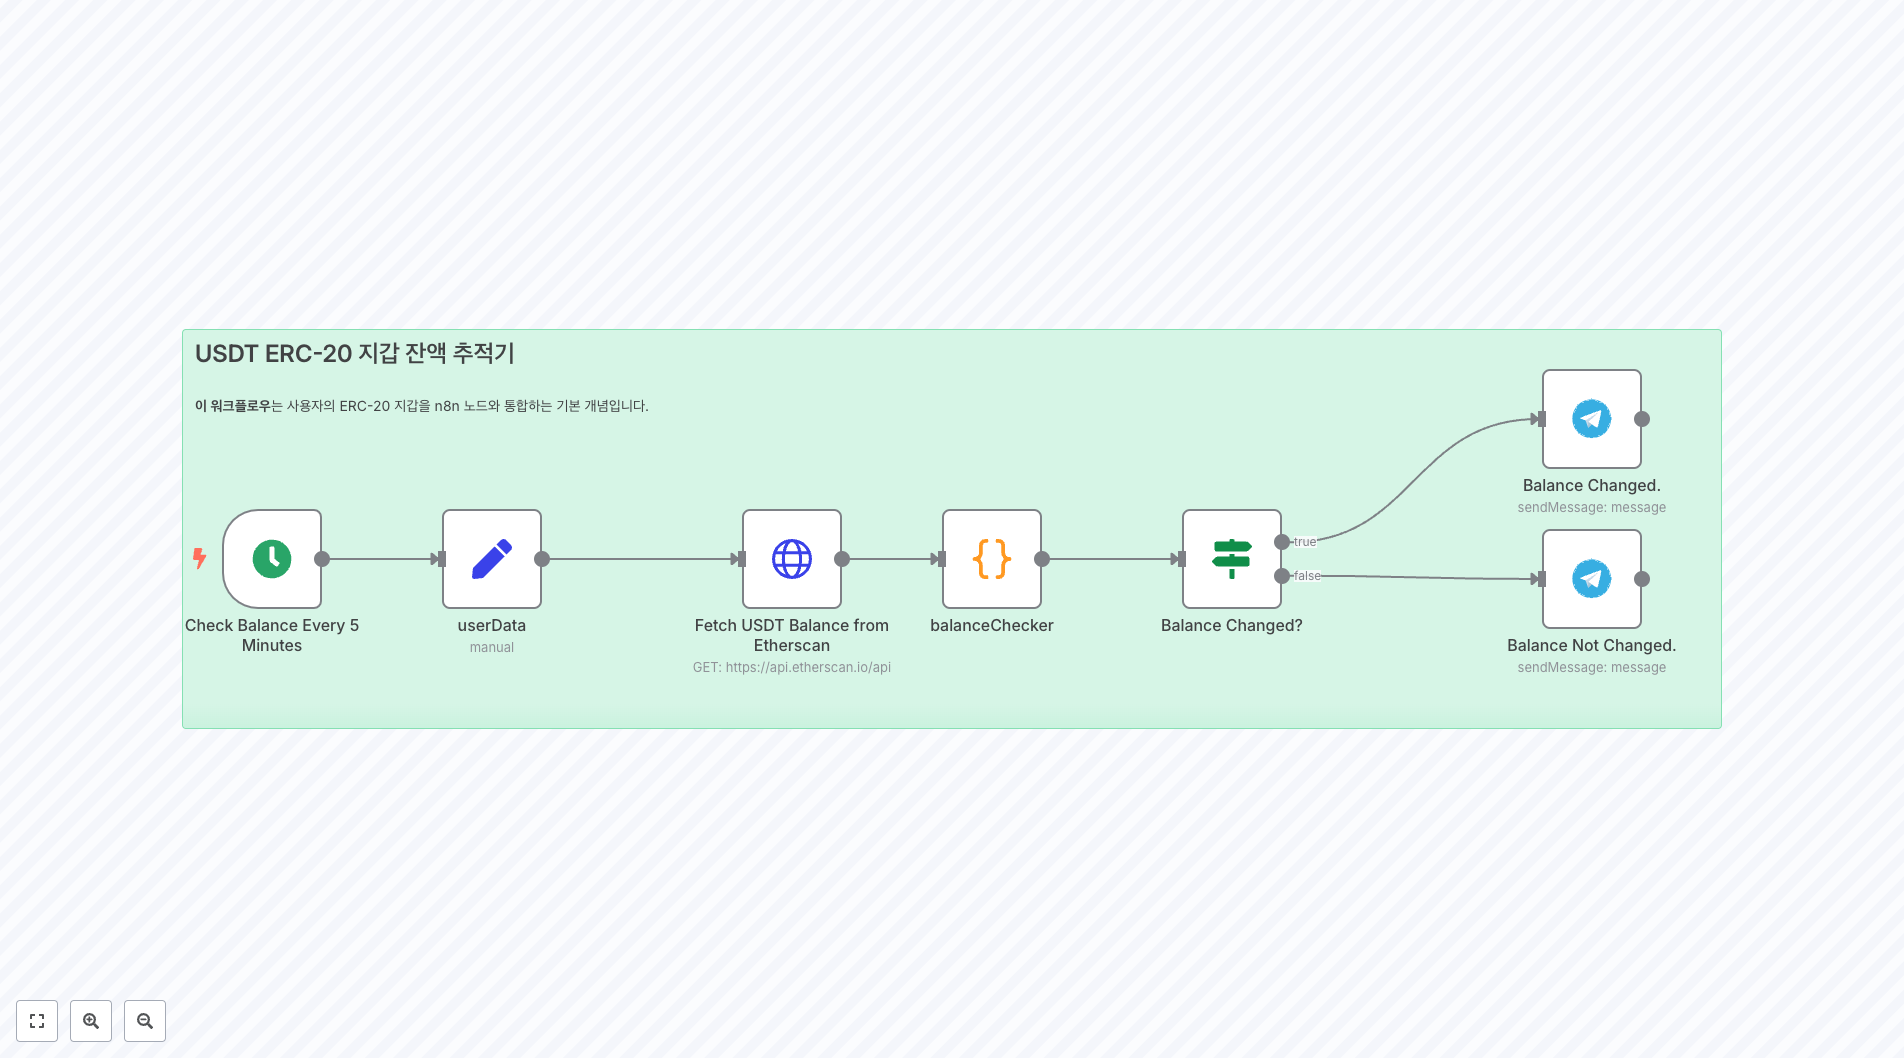 USDT ERC-20 지갑 잔액 추적기
이 워크플로우는 사용자의 ERC-20 지갑을 n8n 노드와 통합하는 기본 개념입니다.
Check Balance Every 5
Minutes
userData
manual
Fetch USDT Balance from
Etherscan
GET: https://api.etherscan.io/api
balanceChecker
Balance Changed?
true
false
Balance Changed.
sendMessage: message
Balance Not Changed.
sendMessage: message